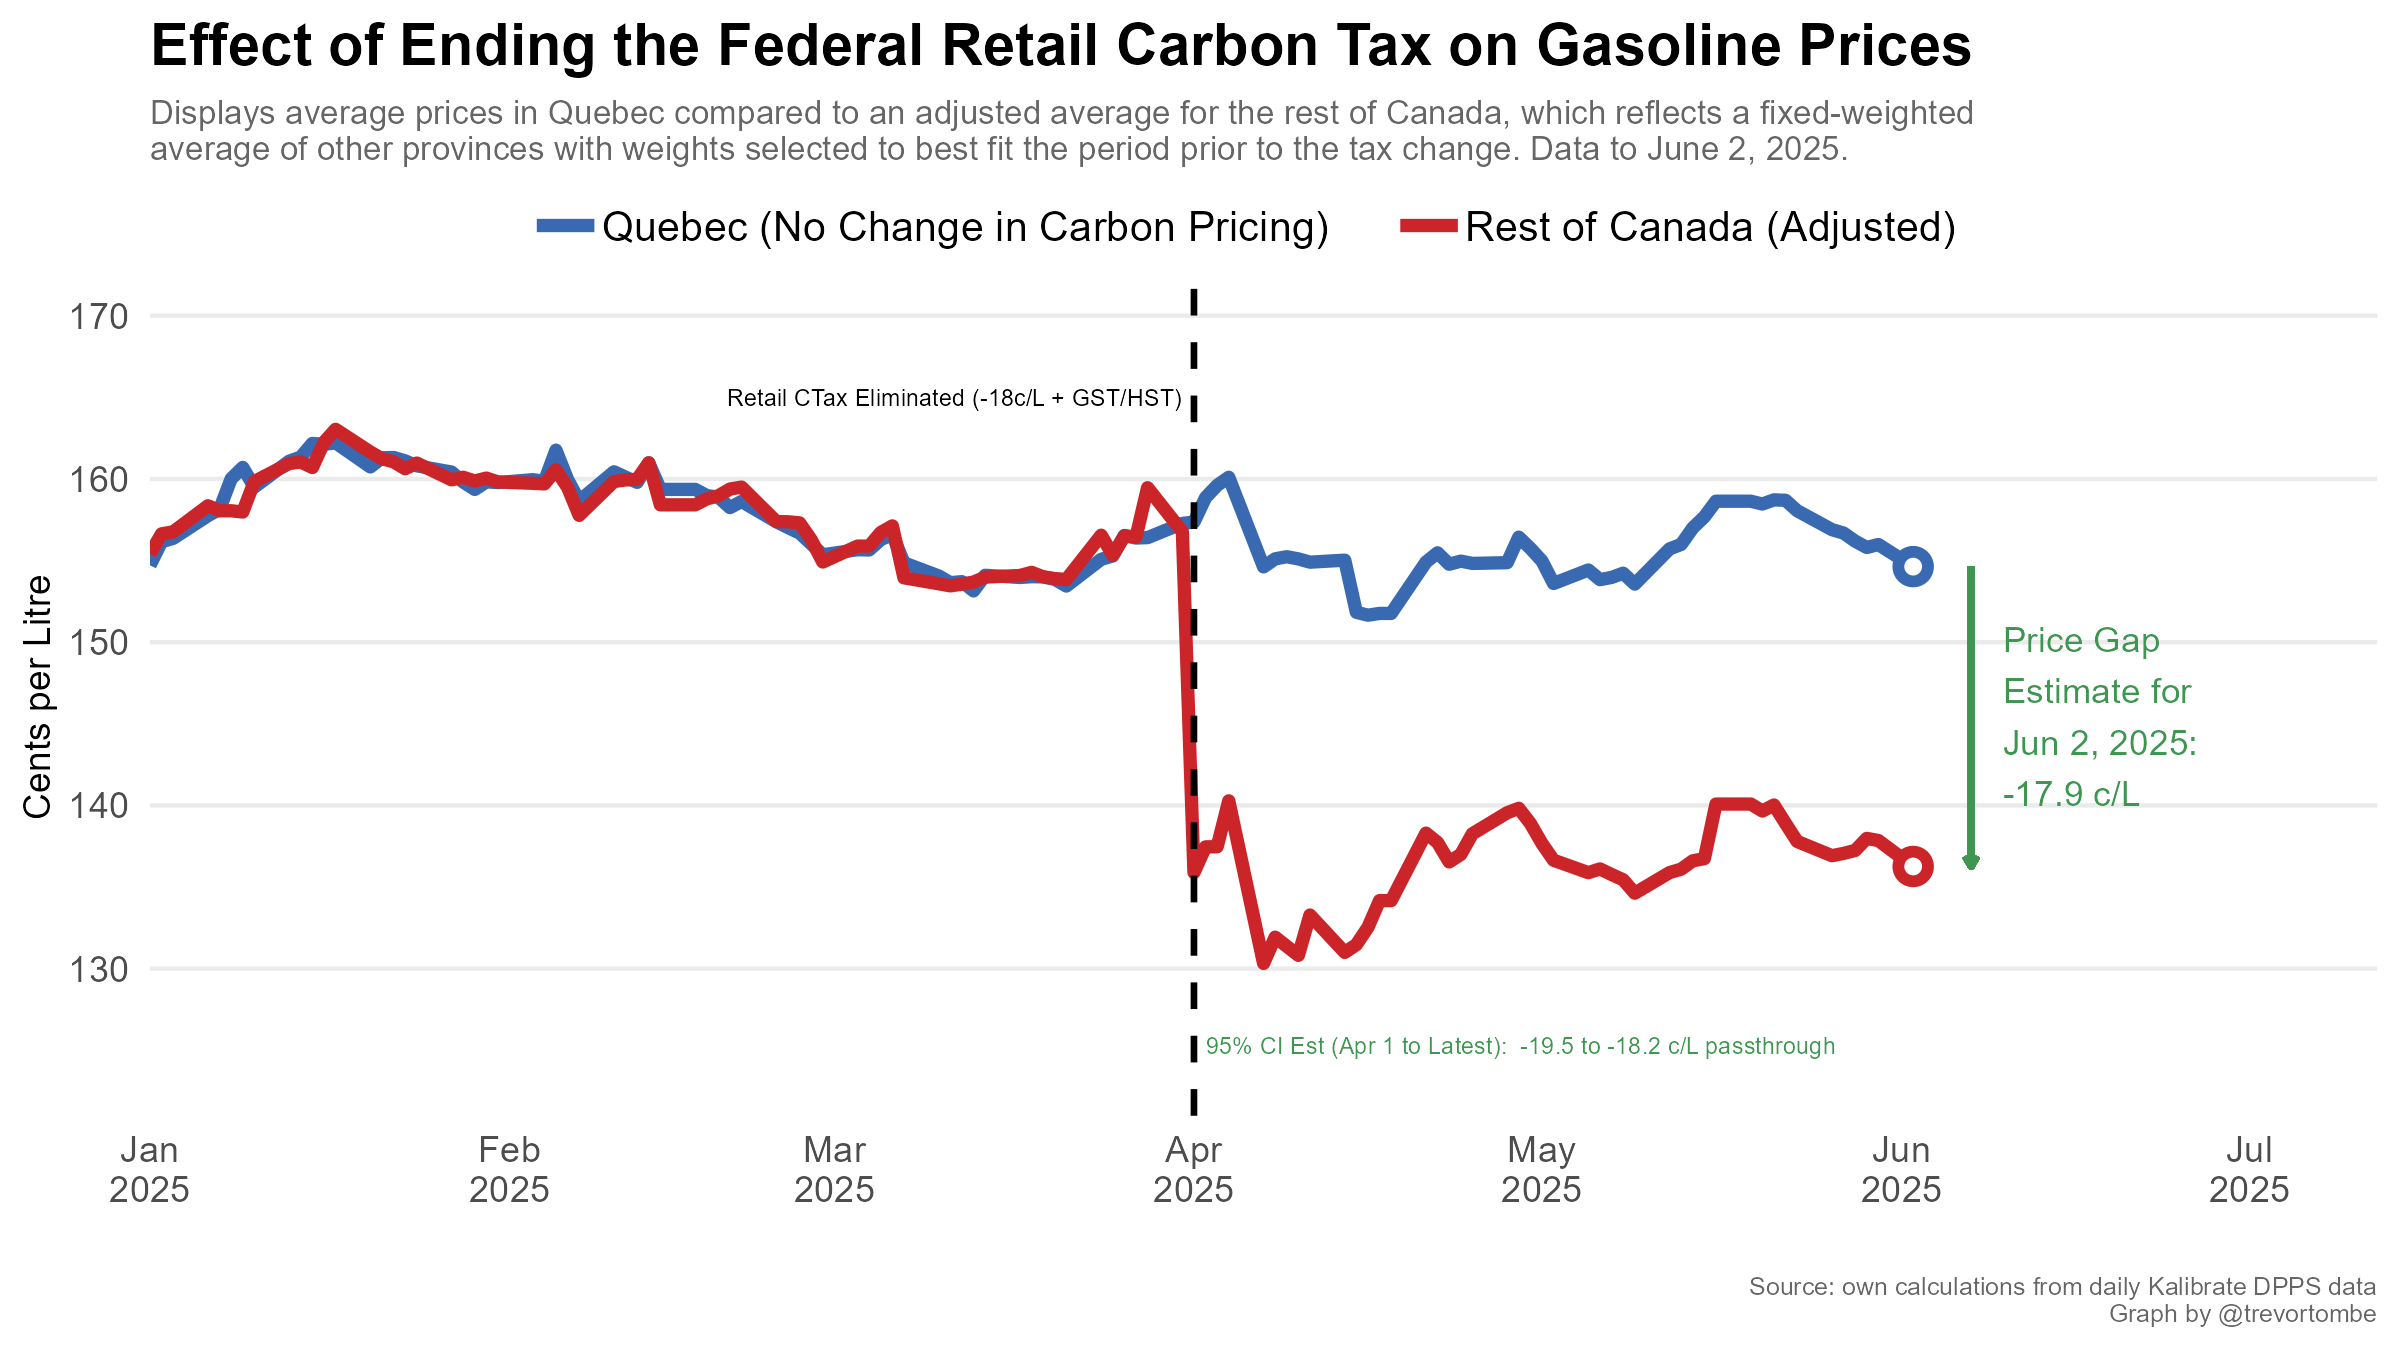 Effect of Ending the Federal Retail Carbon Tax on Gasoline Prices
Displays average prices in Quebec compared to an adjusted average for the rest of Canada, which reflects a fixed-weighted
average of other provinces with weights selected to best fit the period prior to the tax change. Data to June 2, 2025.
Quebec (No Change in Carbon Pricing)
Rest of Canada (Adjusted)
Cents per Litre
170
160
150
140
130
Retail CTax Eliminated (-18c/L + GST/HST)
Price Gap
Estimate for
Jun 2, 2025:
-17.9 c/L
95% CI Est (Apr 1 to Latest):  -19.5 to -18.2 c/L passthrough
Jan
2025
Feb
2025
Mar
2025
Apr
2025
May
2025
Jun
2025
Jul
2025
Source: own calculations from daily Kalibrate DPPS data
Graph by @trevortombe